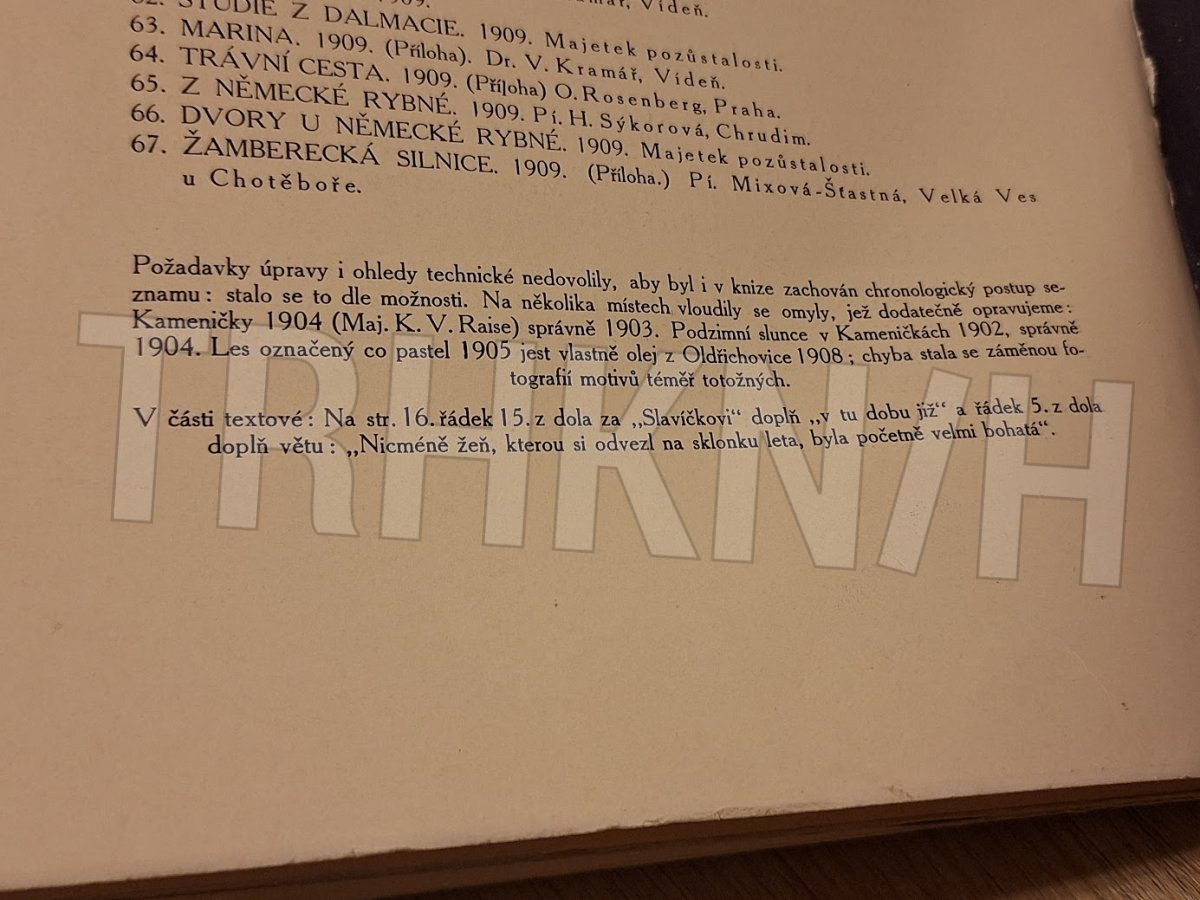 1909.
Vídeň.
62. STUDIE Z DALMACIE. 1909. Majetek pozůstalosti.
63. MARINA. 1909. (Příloha). Dr. V. Kramář, Vídeň.
64. TRÁVNÍ CESTA. 1909. (Příloha) O. Rosenberg, Praha.
65. Z NĚMECKÉ RYBNÉ. 1909. Pí. H. Sýkorová, Chrudim.
66. DVORY U NĚMECKÉ RYBNÉ. 1909. Majetek pozůstalosti.
67. ŽAMBERECKÁ SILNICE. 1909. (Příloha.) Pí. Mixová-Šťastná, Velká Ves
u Chotěboře.
Požadavky úpravy i ohledy technické nedovolily, aby byl i v knize zachován chronologický postup se-
znamu: stalo se to dle možnosti. Na několika místech vloudily se omyly, jež dodatečně opravujeme:
Kameničky 1904 (Maj. K. V. Raise) správně 1903. Podzimní slunce v Kameničkách 1902, správně
1904. Les označený co pastel 1905 jest vlastně olej z Oldřichovice 1908; chyba stala se záměnou fo-
tografií motivů téměř totožných.
V části textové: Na str. 16. řádek 15. z dola za „Slavíčkovi“ doplň „v tu dobu již“ a řádek 5. z dola
doplň větu: „Nicméně žeň, kterou si odvezl na sklonku leta, byla početně velmi bohatá“.
TRHKN/H